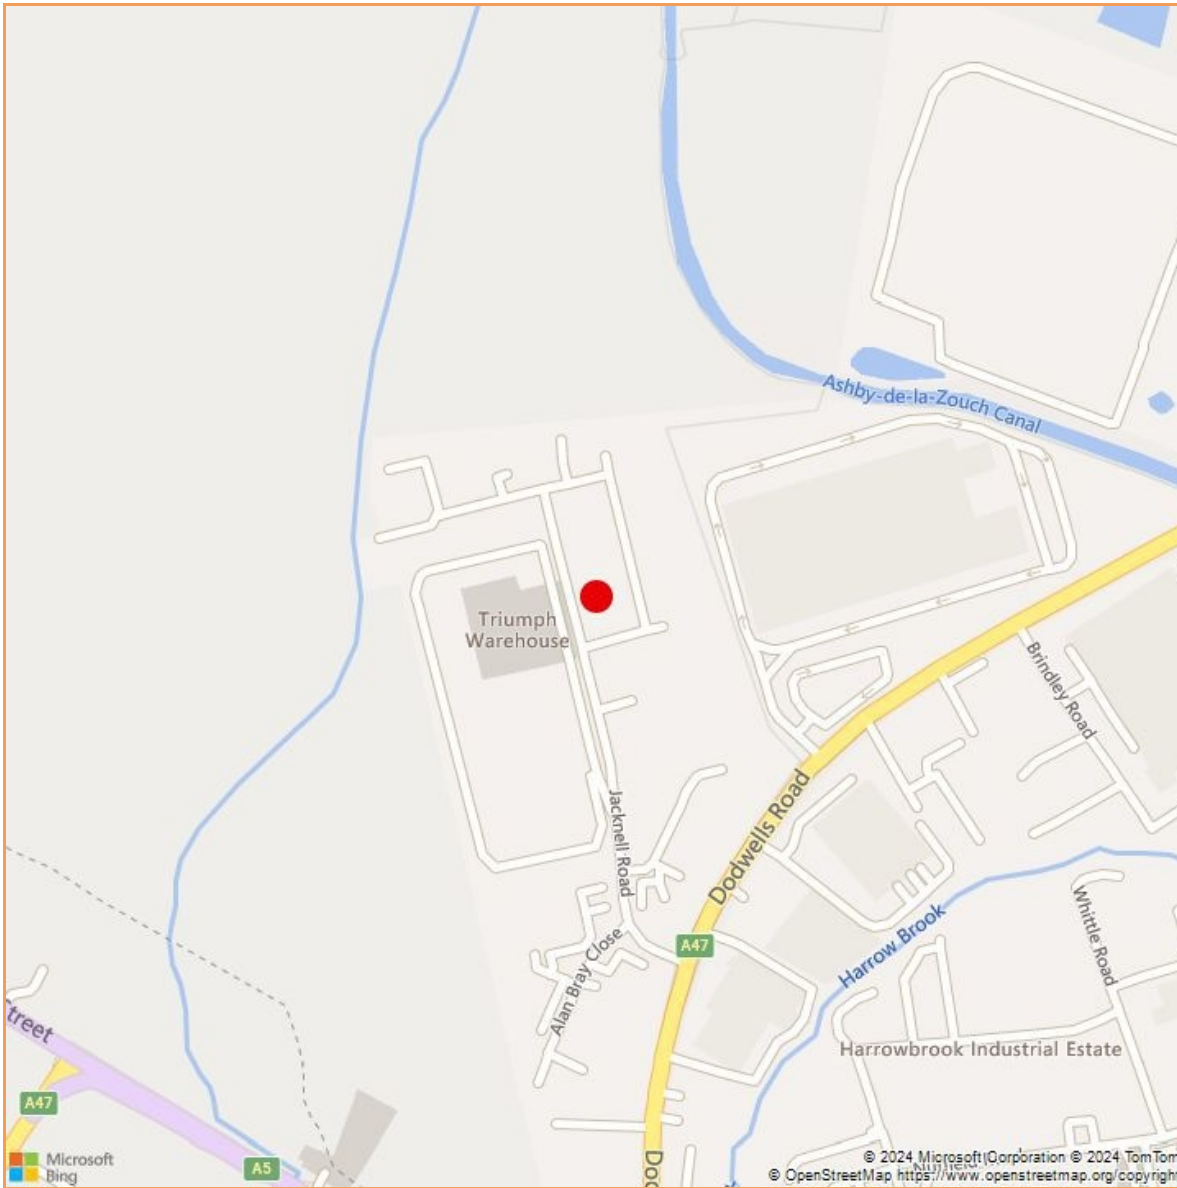 Ashby-de-la-Zouch Canal
Triumph
Warehouse
Brindley Road
Jacknell Road
Dodwells Road
Whittle Road
Harrow Brook
A47
Alan Bray Close
Street
Harrowbrook Industrial Estate
A47
A5
Microsoft
Bing
© 2024 Microsoft Corporation © 2024 TomTom
© OpenStreetMap https://www.openstreetmap.org/copyright